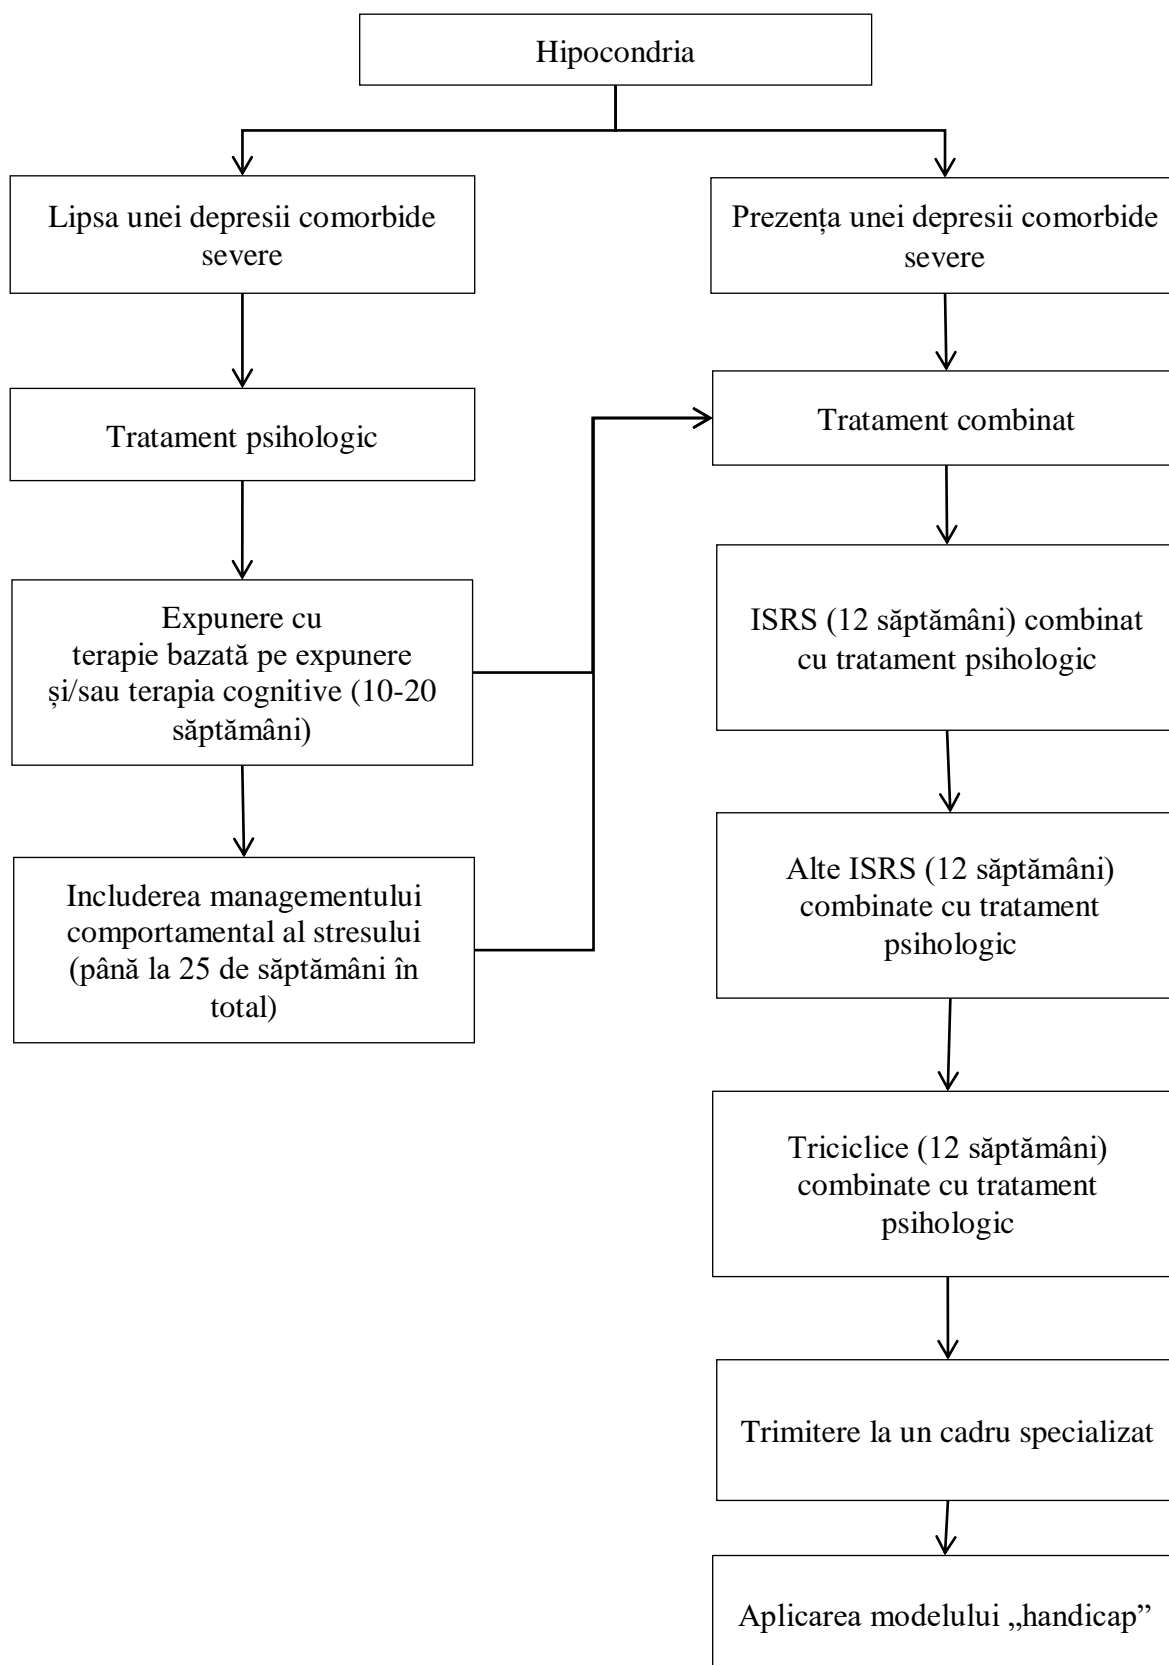 Hipocondria
Lipsa unei depresii comorbide
severe
Prezența unei depresii comorbide
severe
Tratament psihologic
Tratament combinat
Expunere cu
terapie bazată pe expunere
și/sau terapia cognitive (10-20
săptămâni)
ISRS (12 săptămâni) combinat
cu tratament psihologic
Includerea managementului
comportamental al stresului
(până la 25 de săptămâni în
total)
Alte ISRS (12 săptămâni)
combinate cu tratament
psihologic
Triciclice (12 săptămâni)
combinate cu tratament
psihologic
Trimitere la un cadru specializat
Aplicarea modelului „handicap”